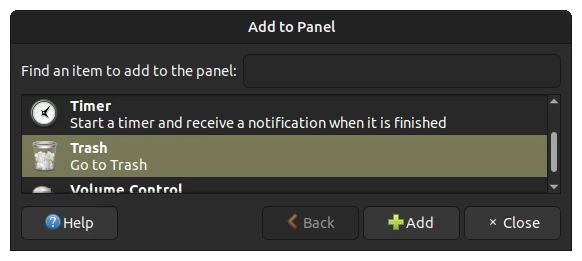 Add to Panel
Find an item to add to the panel:
Timer
Start a timer and receive a notification when it is finished
Trash
Go to Trash
Volume Control
Help
Back
Add
Close